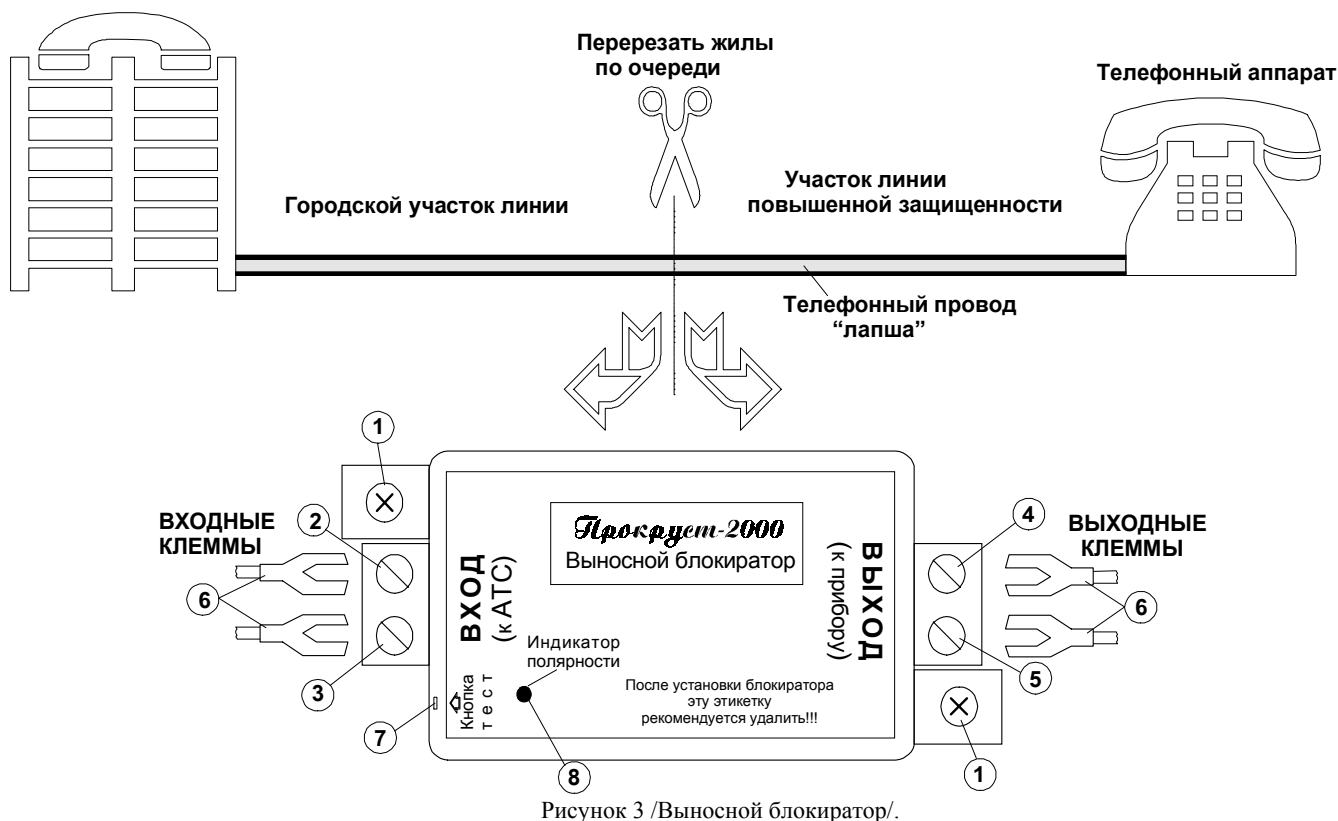 Перерезать жилы
по очереди
Телефонный аппарат
Городской участок линии
Участок линии
повышенной защищенности
Телефонный провод
“лапша”
1
ВХОДНЫЕ
КЛЕММЫ
2
6
3
7
ВХОД
(к АТС)
Кнопка
тест
Прокруст-2000
Выносной блокиратор
Индикатор
полярности
После установки блокиратора
эту этикетку
рекомендуется удалить!!!
8
ВЫХОД
(к прибору)
4
ВЫХОДНЫЕ
КЛЕММЫ
6
5
1
Рисунок 3 /Выносной блокиратор/.